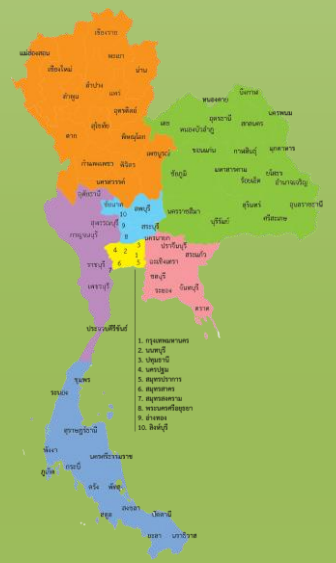 เชียงราย
แม่ฮ่องสอน
พะเยา
เชียงใหม่
น่าน
ลำปาง
ลำพูน
แพร่
อุตรดิตถ์
สุโขทัย
ตาก
พิษณุโลก
กำแพงเพชร
พิจิตร
เพชรบูรณ์
นครสวรรค์
อุทัยธานี
บึงกาฬ
หนองคาย
เลย
อุดรธานี
สกลนคร
นครพนม
หนองบัวลำภู
ขอนแก่น
กาฬสินธุ์
มุกดาหาร
ชัยภูมิ
มหาสารคาม
ร้อยเอ็ด
ยโสธร
อำนาจเจริญ
อุบลราชธานี
นครราชสีมา
บุรีรัมย์
สุรินทร์
ศรีสะเกษ
ชัยนาท
ลพบุรี
10
สุพรรณบุรี
9
สระบุรี
กาญจนบุรี
8
นครนายก
ปราจีนบุรี
สระแก้ว
4
2
3
1
6
5
7
ฉะเชิงเทรา
ราชบุรี
ชลบุรี
เพชรบุรี
ระยอง
จันทบุรี
ตราด
ประจวบคีรีขันธ์
1. กรุงเทพมหานคร
2. นนทบุรี
3. ปทุมธานี
4. นครปฐม
5. สมุทรปราการ
6. สมุทรสาคร
7. สมุทรสงคราม
8. พระนครศรีอยุธยา
9. อ่างทอง
10. สิงห์บุรี
ชุมพร
ระนอง
สุราษฎร์ธานี
พังงา
นครศรีธรรมราช
กระบี่
ภูเก็ต
ตรัง
พัทลุง
สงขลา
สตูล
ปัตตานี
ยะลา
นราธิวาส